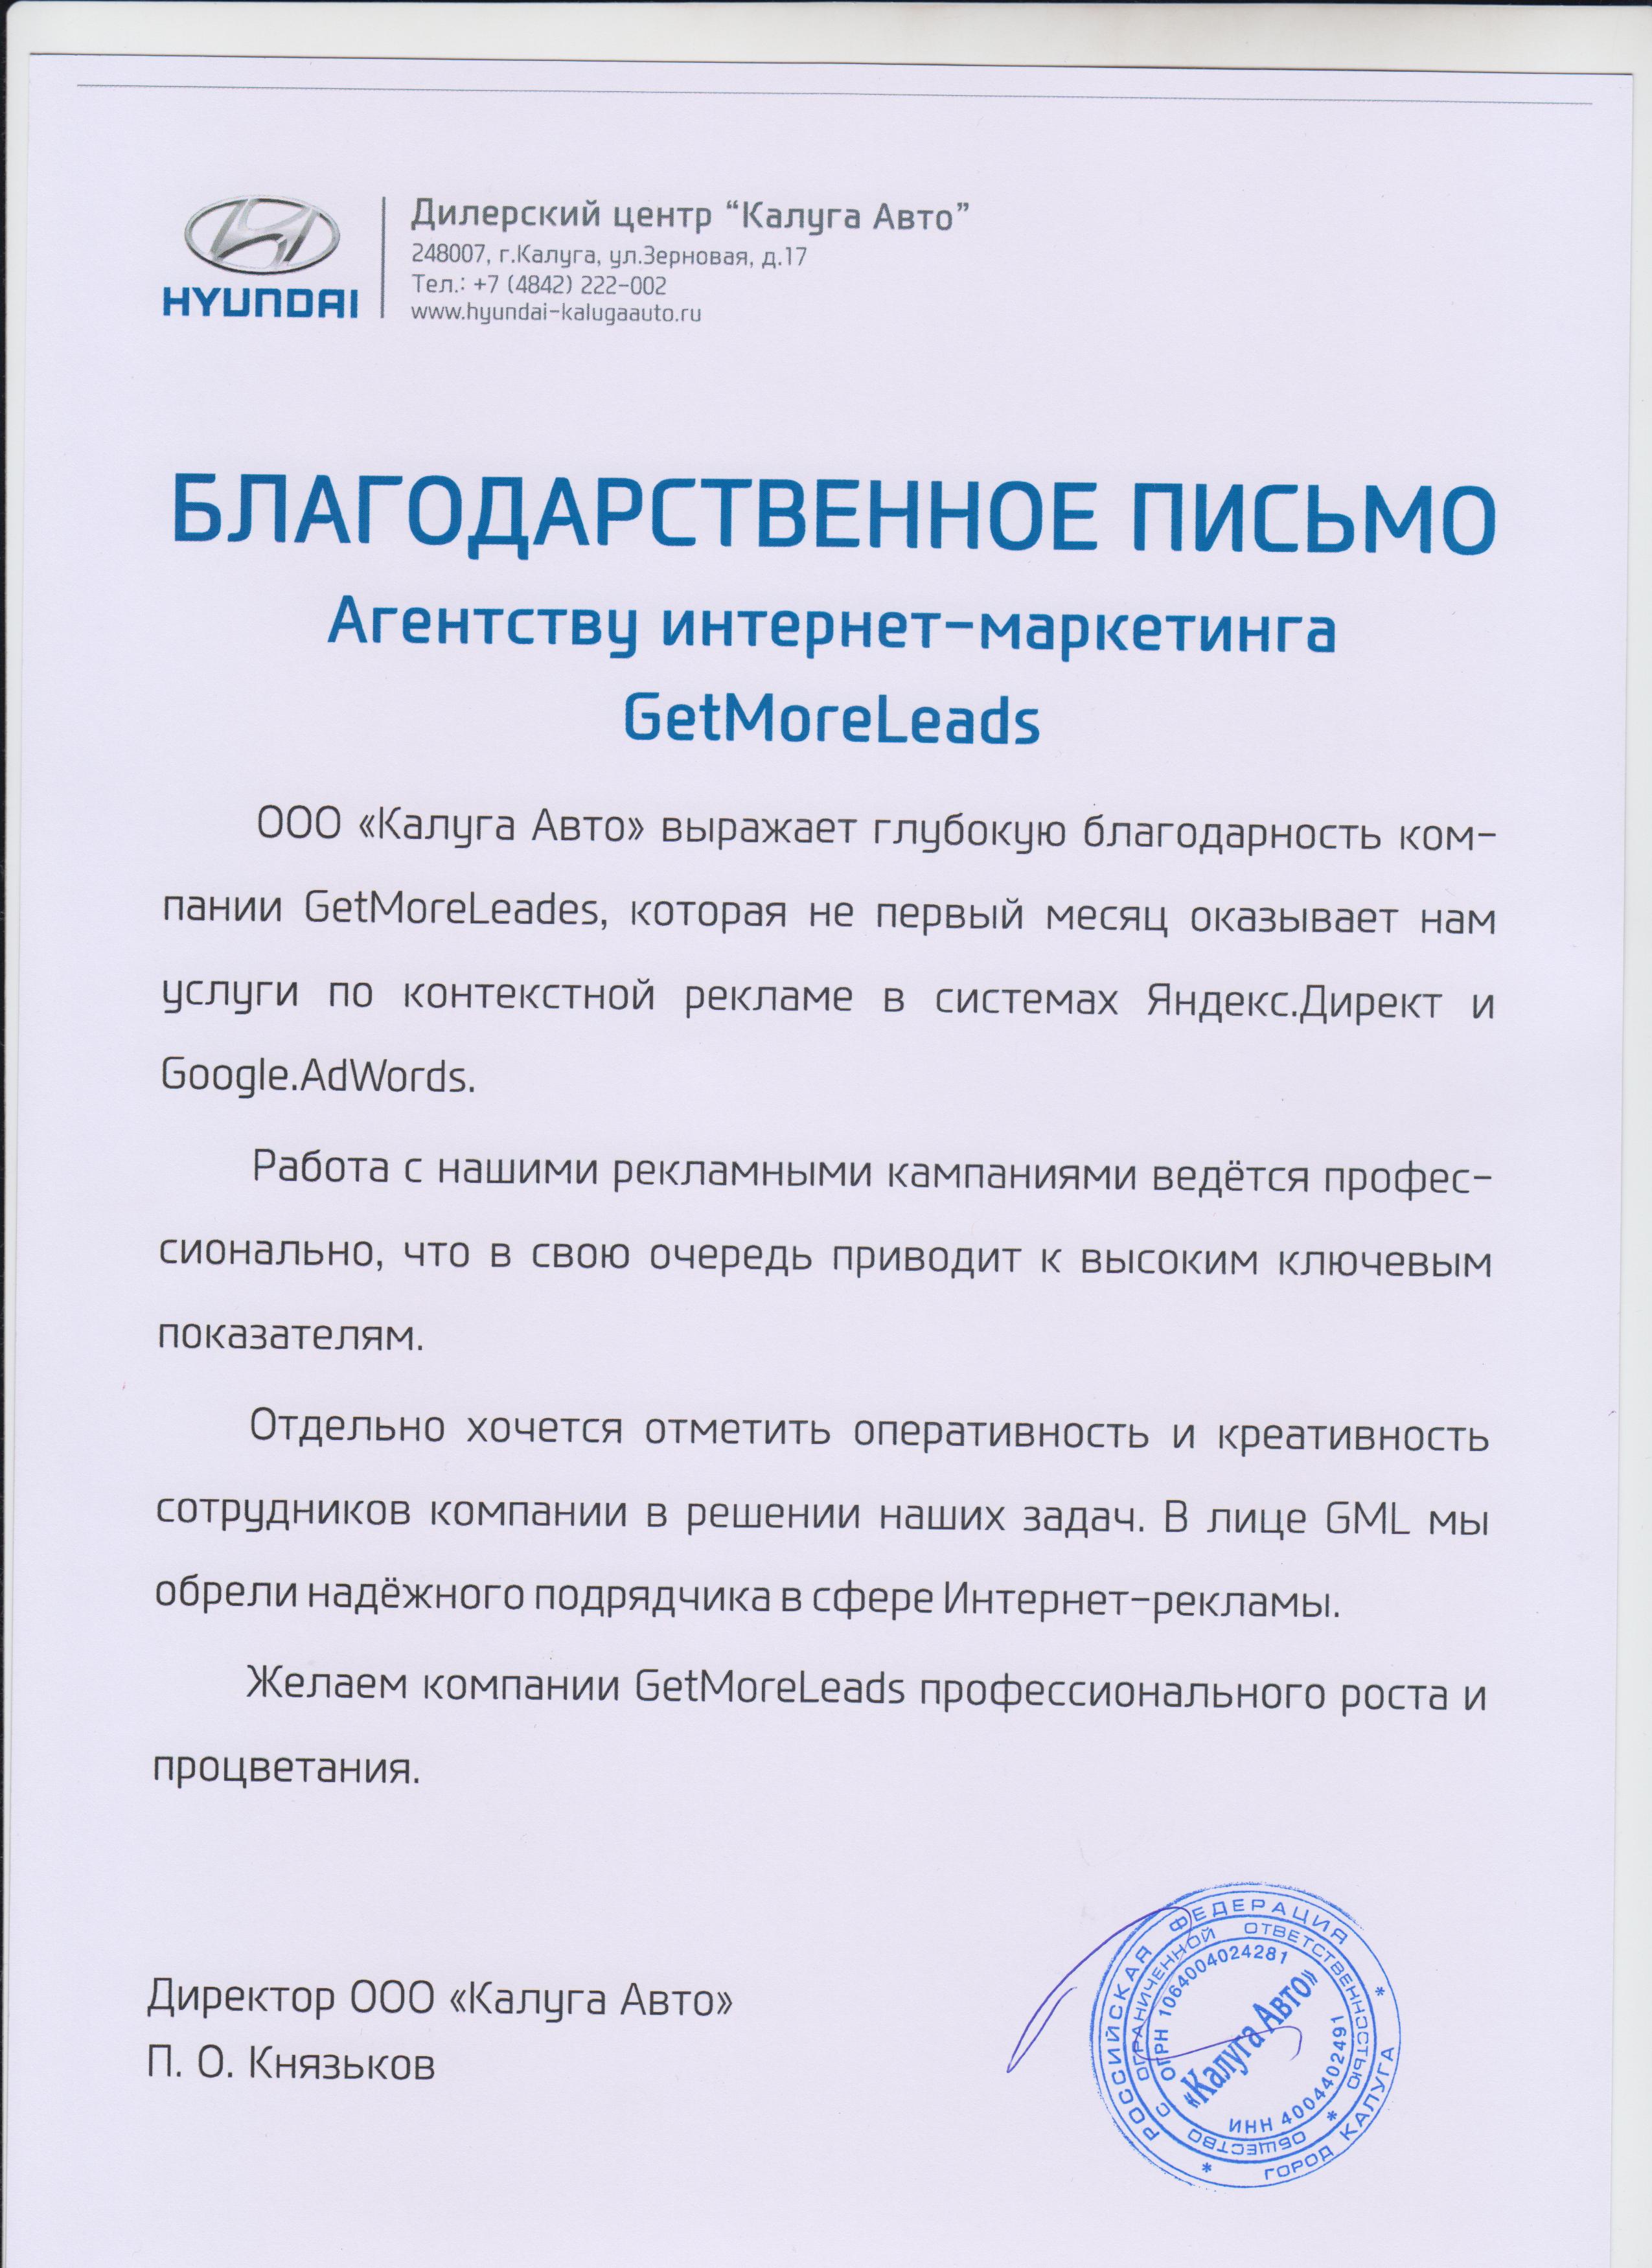 HYUNDAI
Дилерский центр “Калуга Авто”
248007, г.Калуга, ул.Зерновая, д.17
Тел.: +7 (4842) 222-002
www.hyundai-kalugaauto.ru
БЛАГОДАРСТВЕННОЕ ПИСЬМО
Агентству интернет-маркетинга
GetMoreLeads
ООО «Калуга Авто» выражает глубокую благодарность ком-
пании GetMoreLeades, которая не первый месяц оказывает нам
услуги по контекстной рекламе в системах Яндекс.Директ и
Google.AdWords.
Работа с нашими рекламными кампаниями ведётся профес-
сионально, что в свою очередь приводит к высоким ключевым
показателям.
Отдельно хочется отметить оперативность и креативность
сотрудников компании в решении наших задач. В лице GML мы
обрели надёжного подрядчика в сфере Интернет-рекламы.
Желаем компании GetMoreLeads профессионального роста и
процветания.
Директор ООО «Калуга Авто»
П. О. Князьков
РОССИЙСКАЯ ФЕДЕРАЦИЯ * ГОРОД КАЛУГА *
ОБЩЕСТВО С ОГРАНИЧЕННОЙ ОТВЕТСТВЕННОСТЬЮ *
ОГРН 1064004024281
«Калуга Авто»
ИНН 4004402491